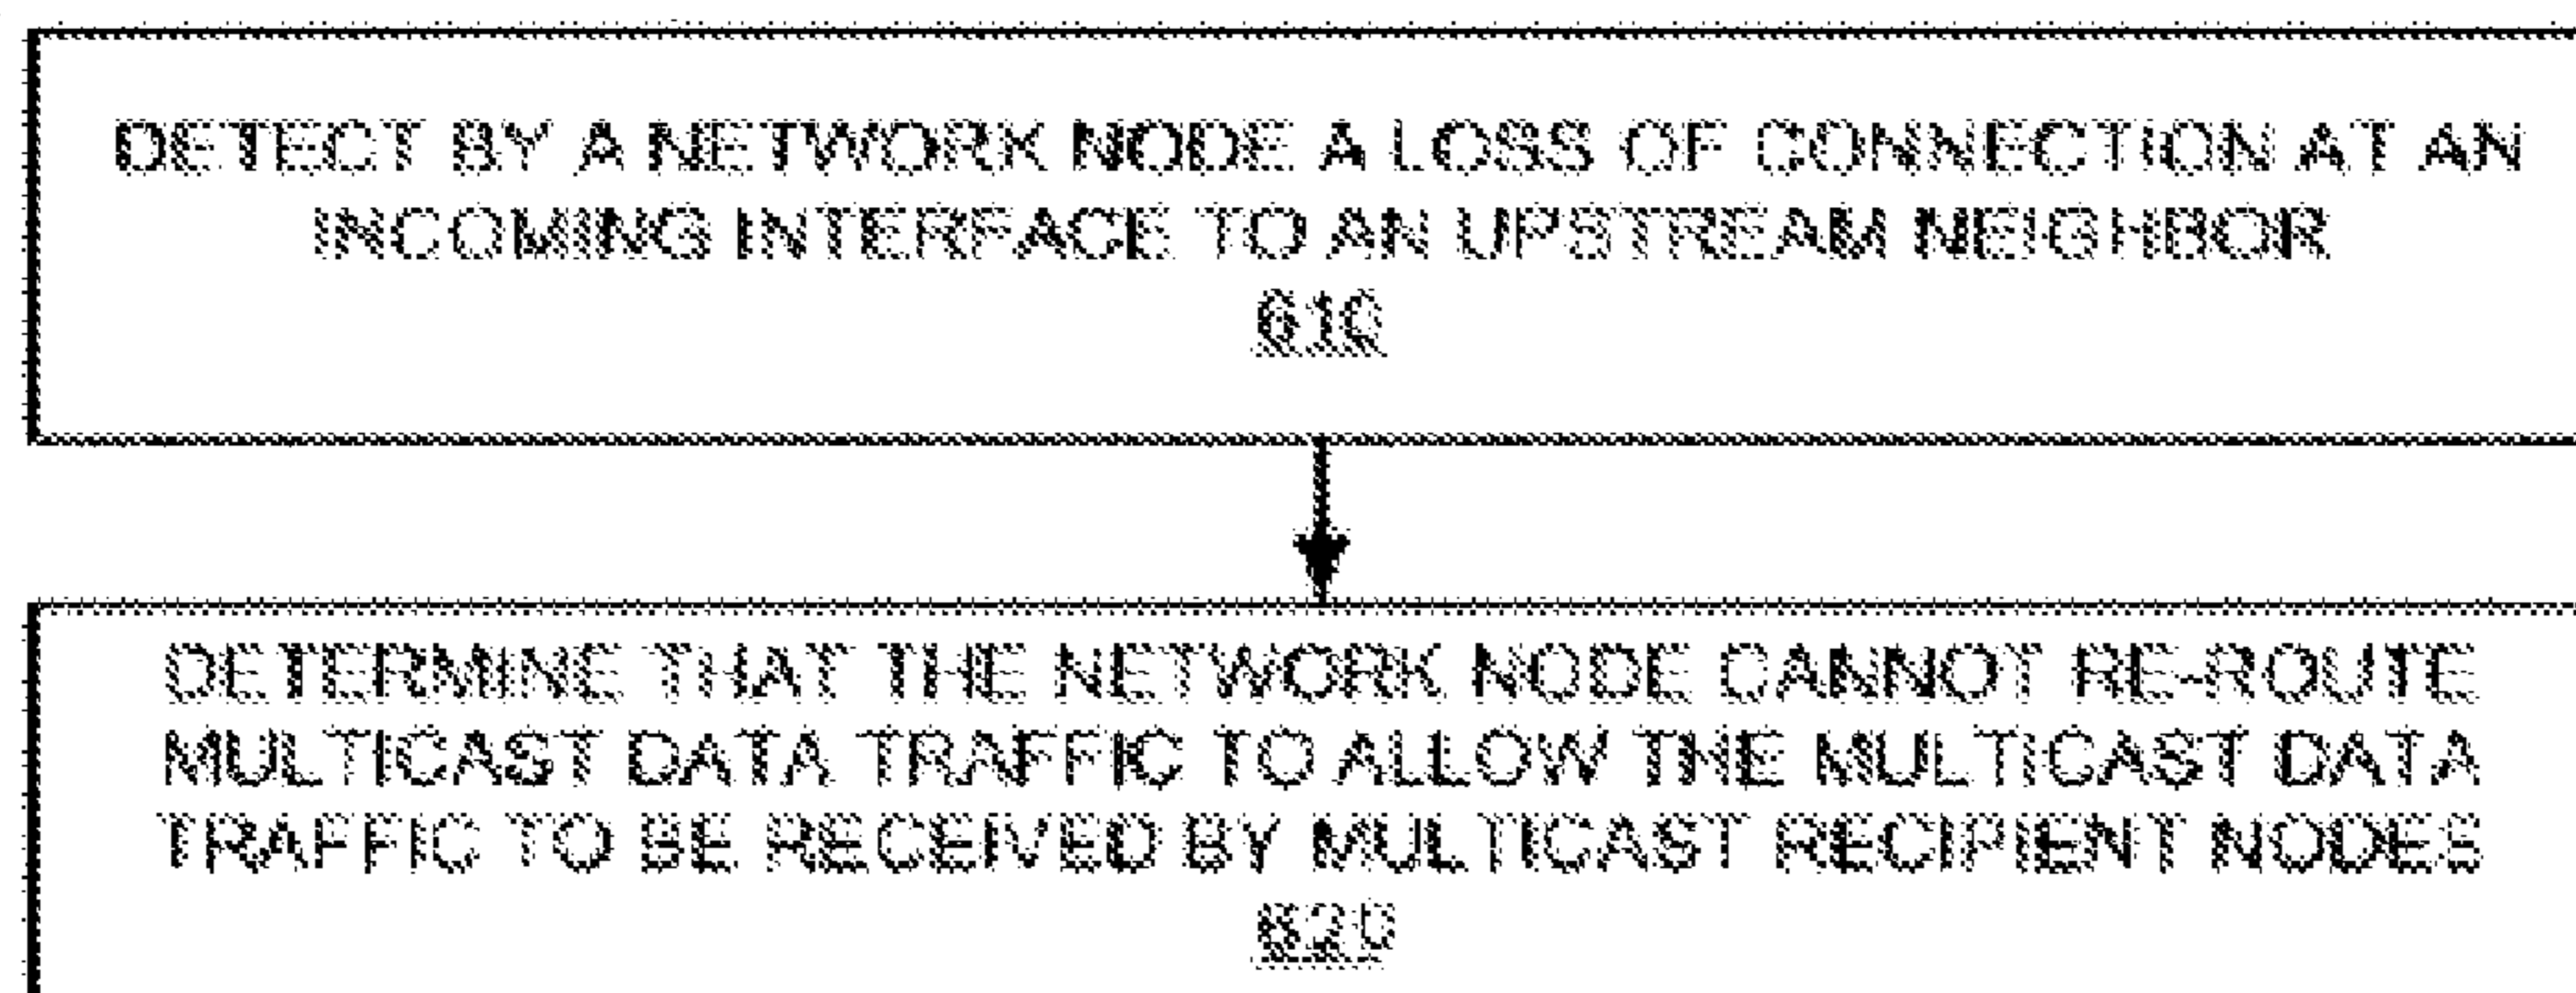 DETECT BY A NETWORK NODE A LOSS OF CONNECTION AT AN
INCOMING INTERFACE TO AN UPSTREAM NEIGHBOR
610
DETERMINE THAT THE NETWORK NODE CANNOT RE-ROUTE
MULTICAST DATA TRAFFIC TO ALLOW THE MULTICAST DATA
TRAFFIC TO BE RECEIVED BY MULTICAST RECIPIENT NODES
620